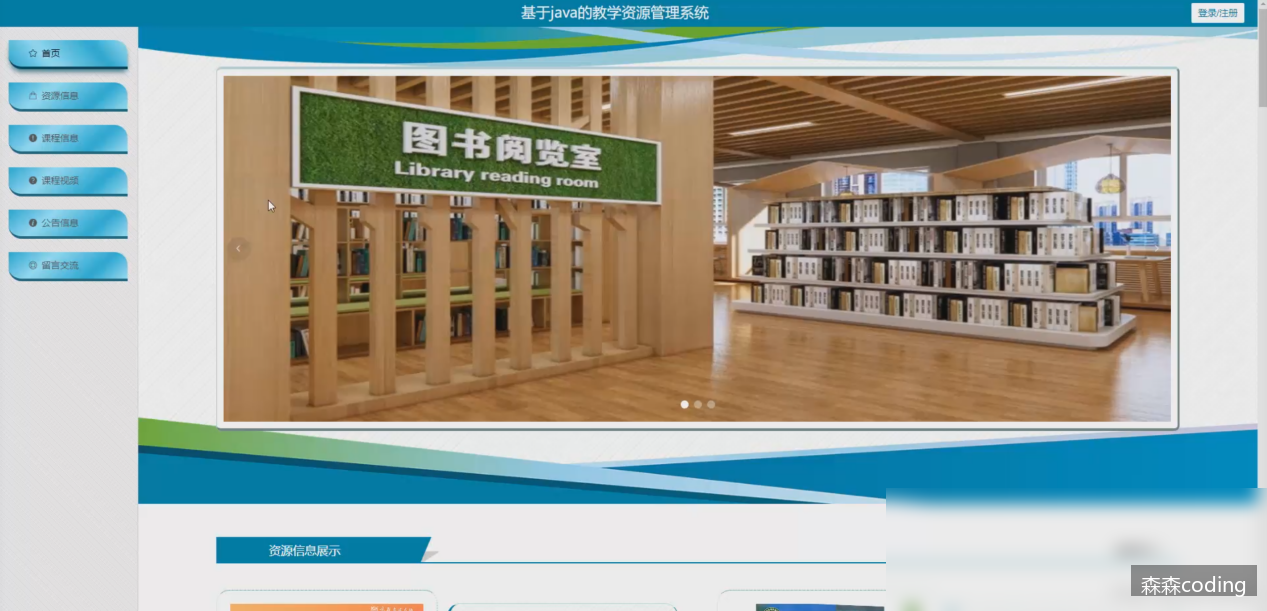 基于java的教学资源管理系统
登录/注册
首页
资源信息
课程信息
课程视频
公告信息
留言交流
图书阅览室
Library reading room
资源信息展示
森森coding